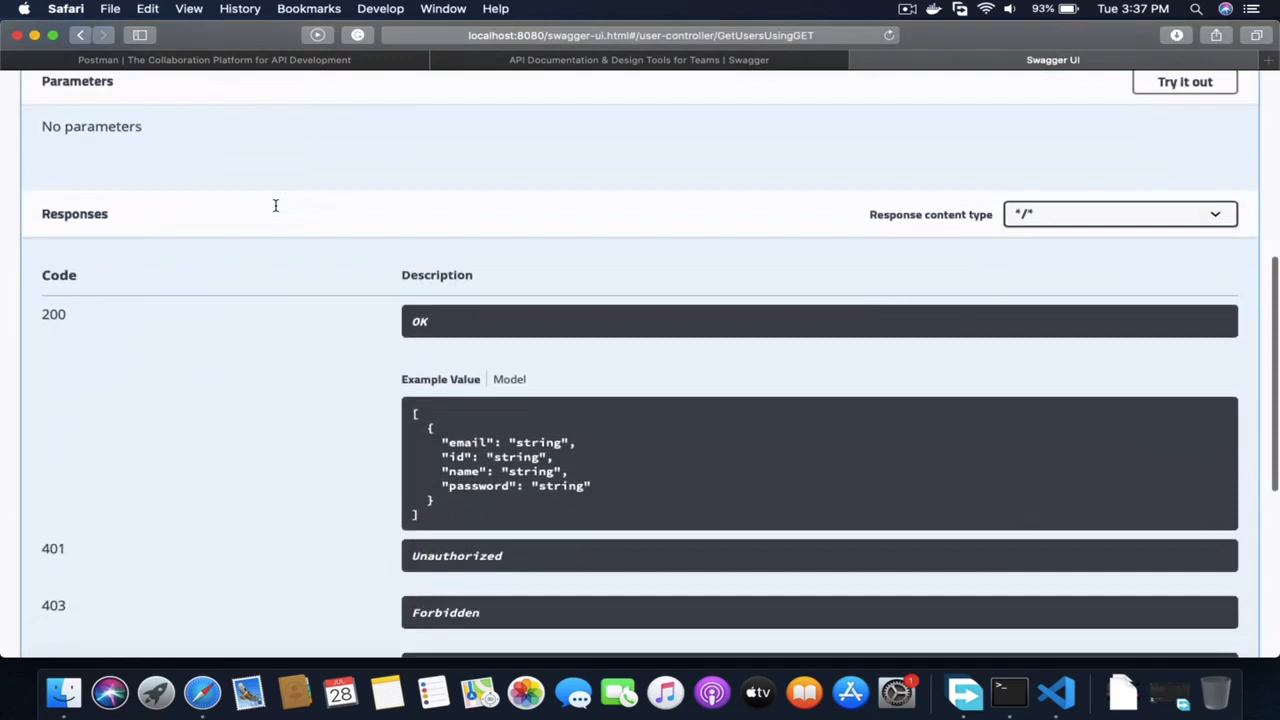 Safari File Edit View History Bookmarks Develop Window Help 93% Tue 3:37 PM
localhost:8080/swagger-ui.html#/user-controller/GetUsersUsingGET
Postman | The Collaboration Platform for API Development API Documentation & Design Tools for Teams | Swagger Swagger UI
Parameters Try it out
No parameters
Responses Response content type */*
Code Description
200 OK
Example Value Model
[
{
"email": "string",
"id": "string",
"name": "string",
"password": "string"
}
]
401 Unauthorized
403 Forbidden
JUL
28
tv
1
>_